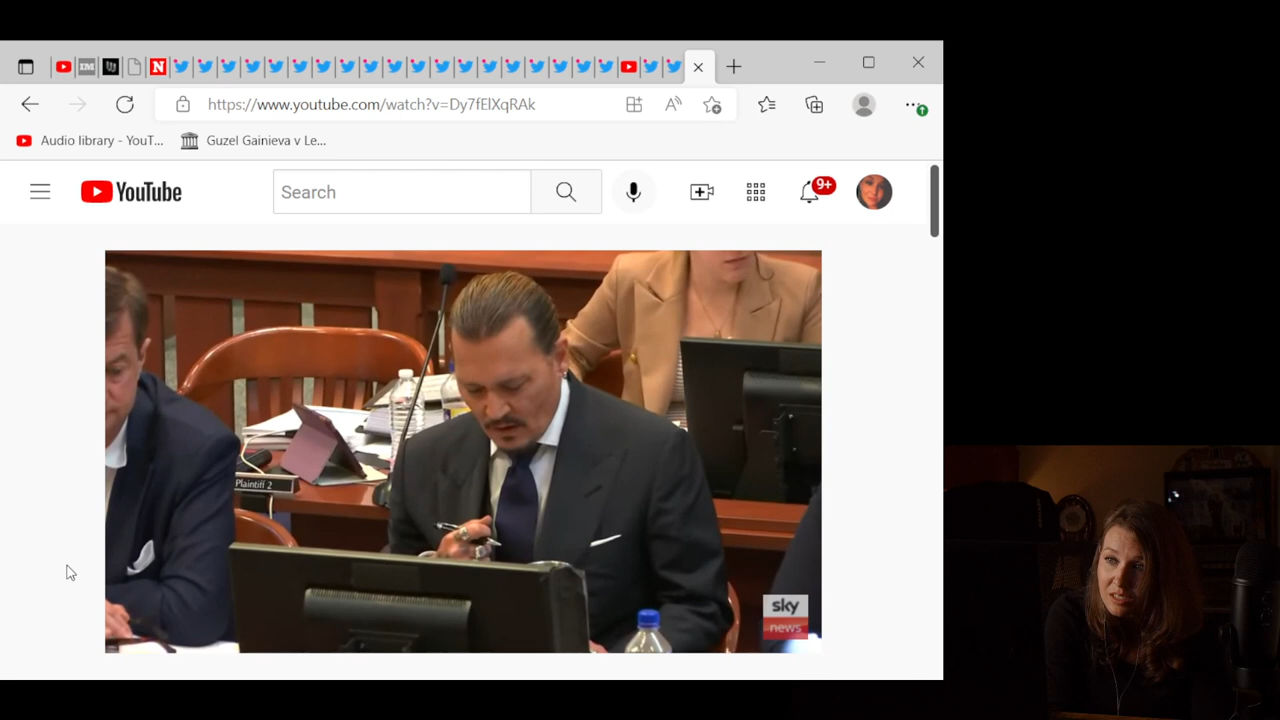 https://www.youtube.com/watch?v=Dy7fElXqRAk
Audio library - YouT...
Guzel Gainieva v Le...
YouTube
Search
9+
Plaintiff 2
sky
news